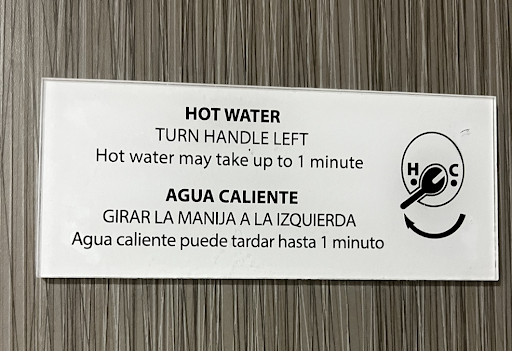 HOT WATER
TURN HANDLE LEFT
Hot water may take up to 1 minute
AGUA CALIENTE
GIRAR LA MANIJA A LA IZQUIERDA
Agua caliente puede tardar hasta 1 minuto
H C